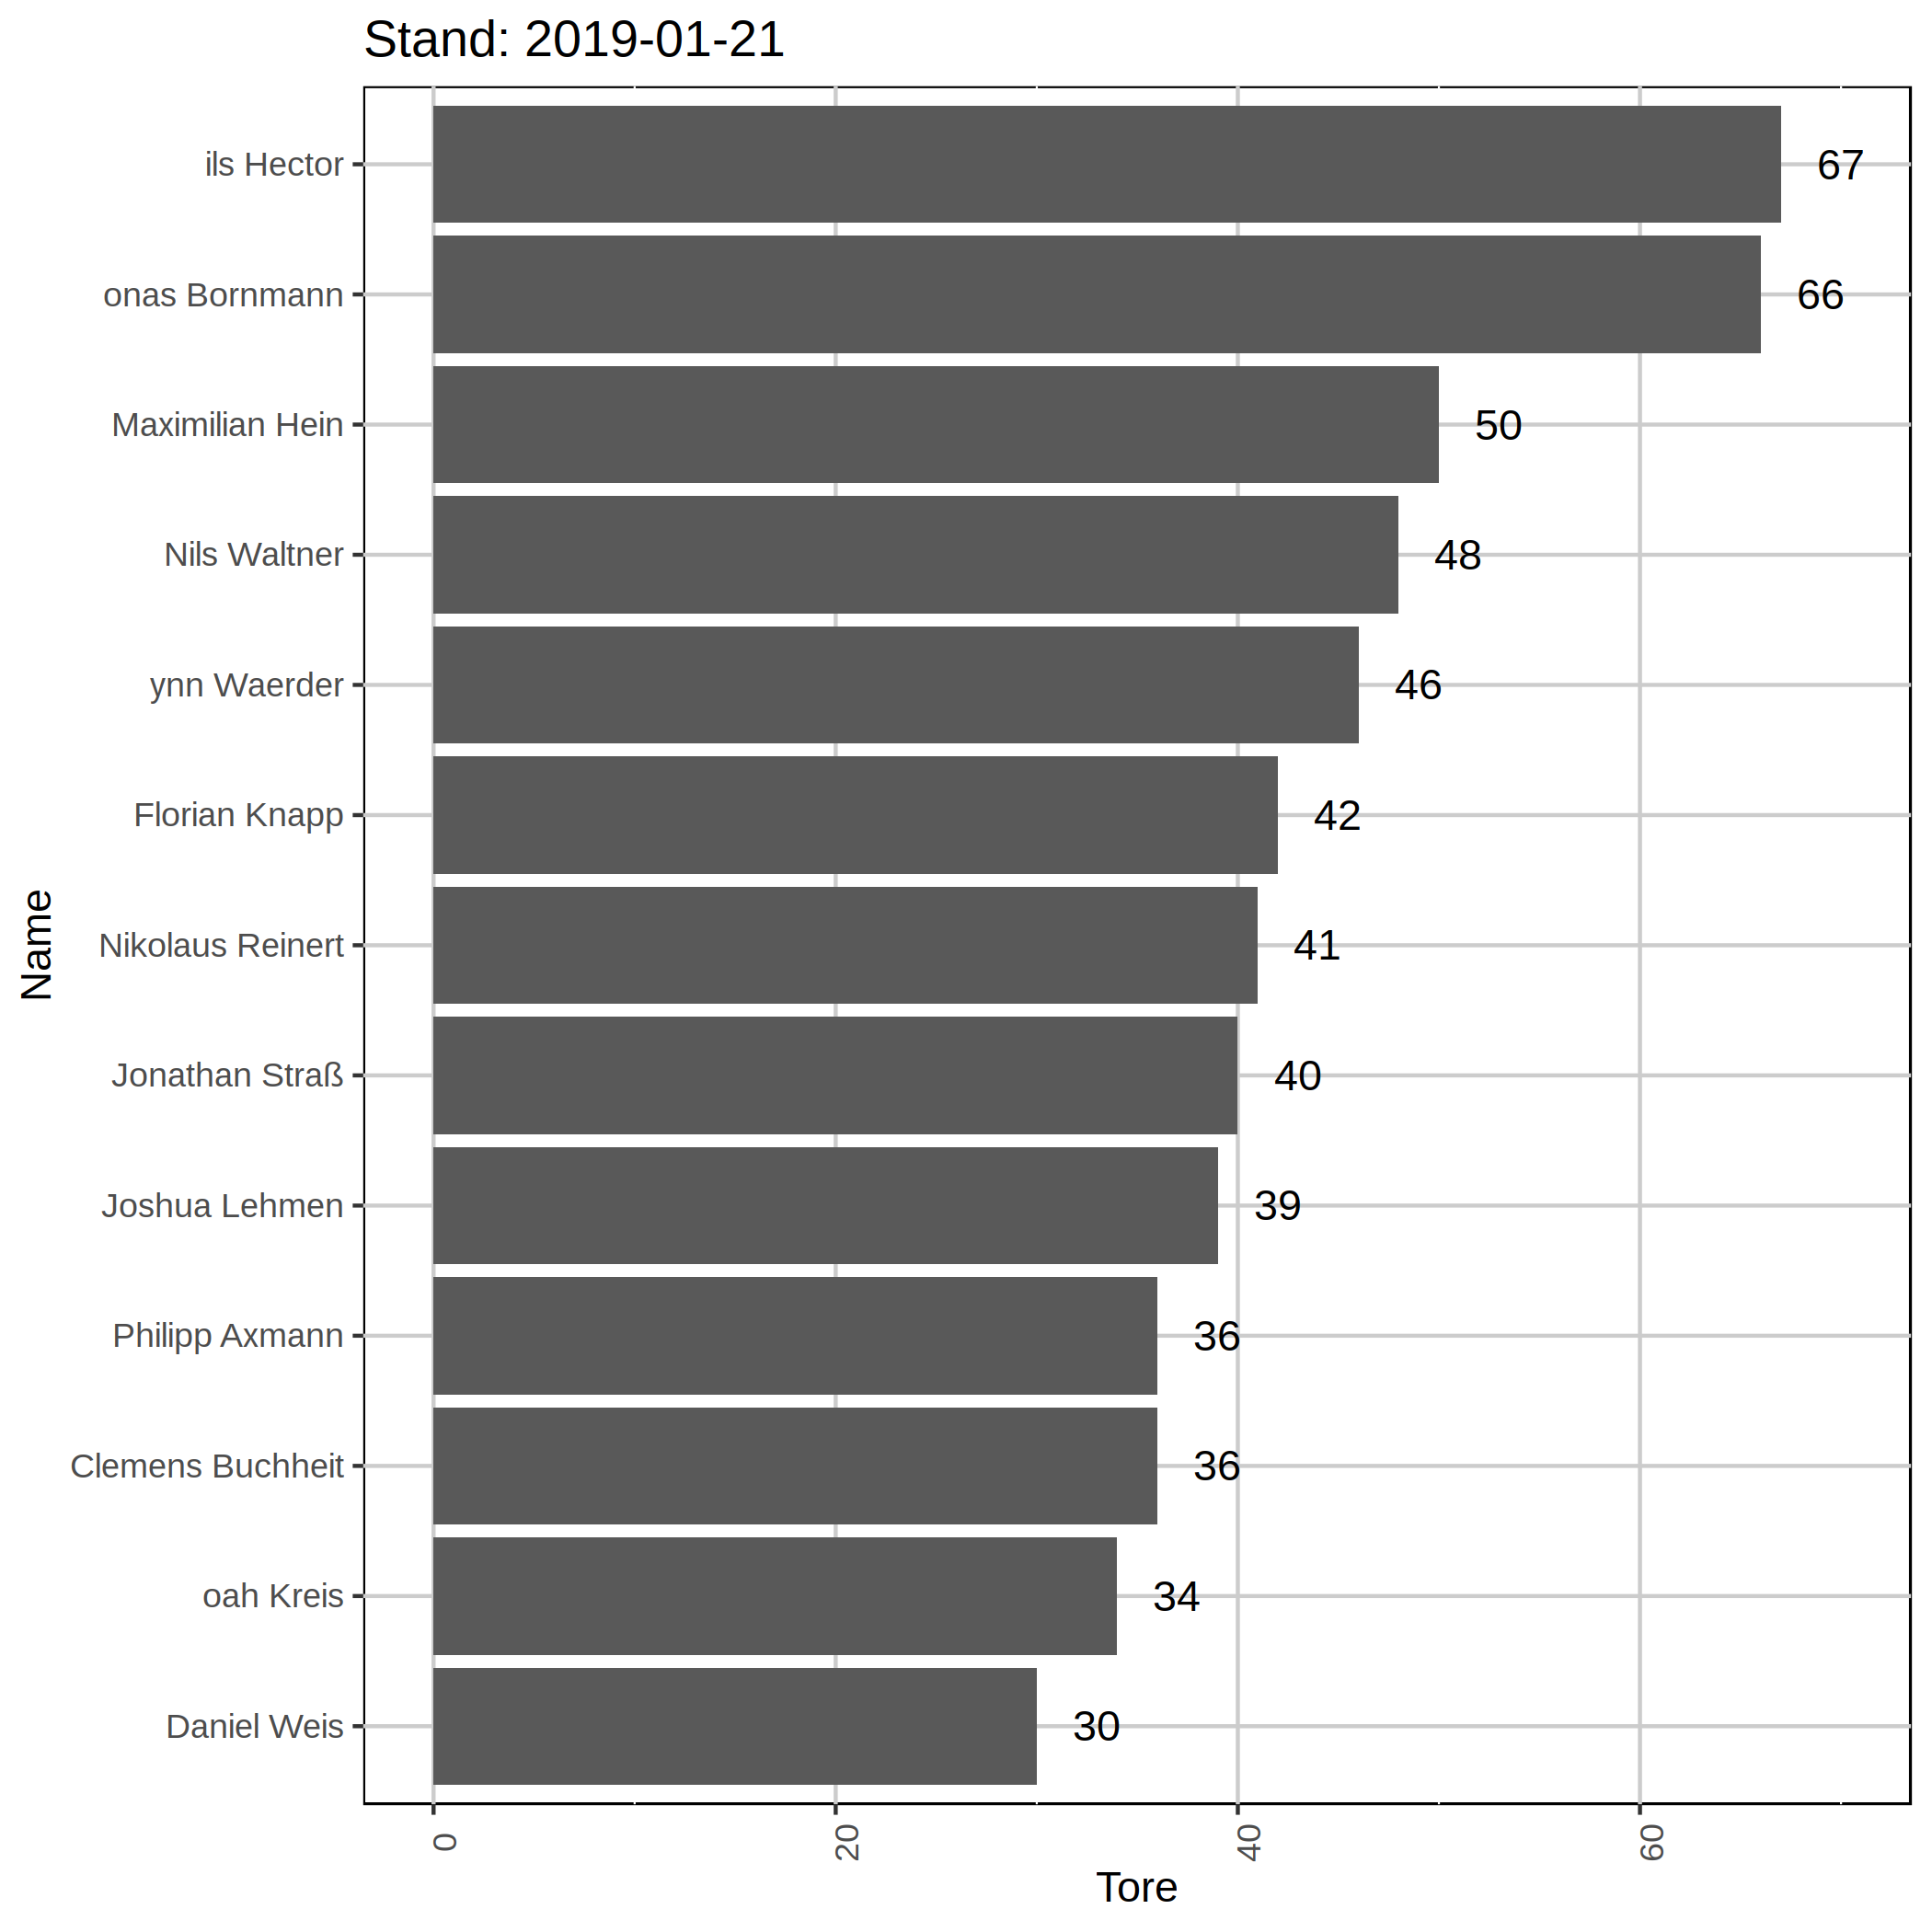 Stand: 2019-01-21
ils Hector 67
onas Bornmann 66
Maximilian Hein 50
Nils Waltner 48
ynn Waerder 46
Florian Knapp 42
Nikolaus Reinert 41
Jonathan Straß 40
Joshua Lehmen 39
Philipp Axmann 36
Clemens Buchheit 36
oah Kreis 34
Daniel Weis 30
Name
0 20 40 60
Tore